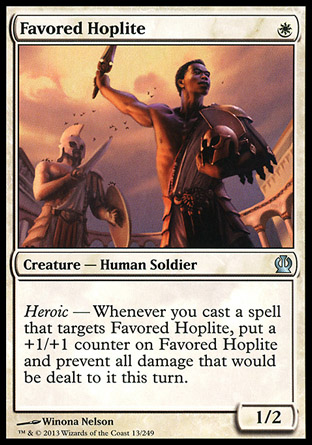 Favored Hoplite
Creature — Human Soldier
Heroic — Whenever you cast a spell
that targets Favored Hoplite, put a
+1/+1 counter on Favored Hoplite
and prevent all damage that would
be dealt to it this turn.
Winona Nelson
™ & © 2013 Wizards of the Coast 13/249
1/2